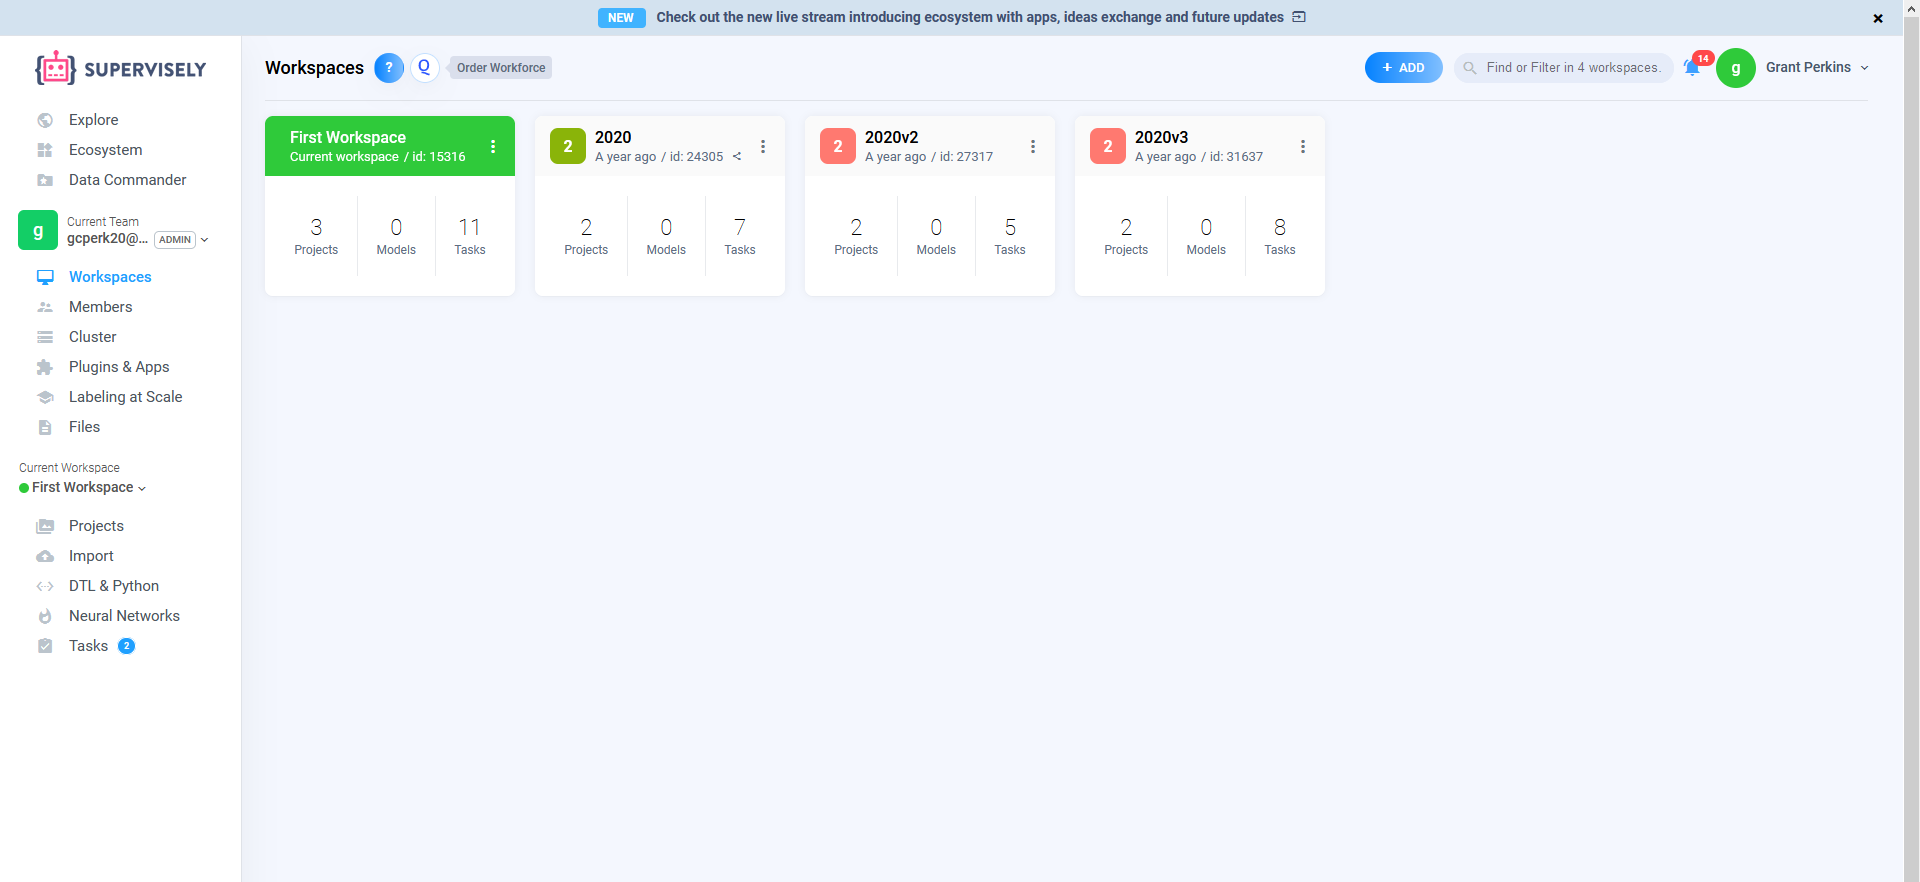 NEW Check out the new live stream introducing ecosystem with apps, ideas exchange and future updates
SUPERVISELY
Workspaces ? Q Order Workforce + ADD Find or Filter in 4 workspaces. 14 g Grant Perkins
Explore
Ecosystem
Data Commander
g Current Team
gcperk20@... ADMIN
Workspaces
Members
Cluster
Plugins & Apps
Labeling at Scale
Files
Current Workspace
First Workspace
Projects
Import
DTL & Python
Neural Networks
Tasks 2
First Workspace
Current workspace / id: 15316
3 0 11
Projects Models Tasks
2 2020
A year ago / id: 24305
2 0 7
Projects Models Tasks
2 2020v2
A year ago / id: 27317
2 0 5
Projects Models Tasks
2 2020v3
A year ago / id: 31637
2 0 8
Projects Models Tasks